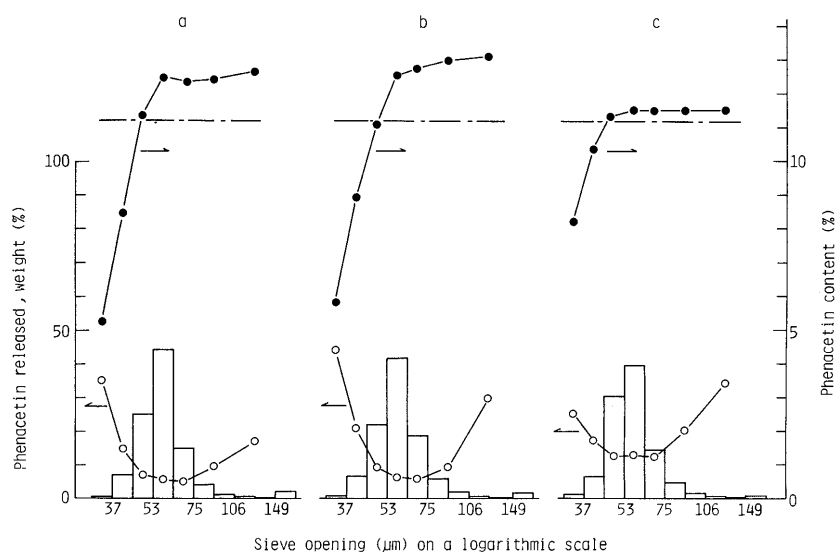 a b c
Phenacetin released, weight (%)
100
50
0
10
5
0
Phenacetin content (%)
37 53 75 106 149
37 53 75 106 149
37 53 75 106 149
Sieve opening (μm) on a logarithmic scale